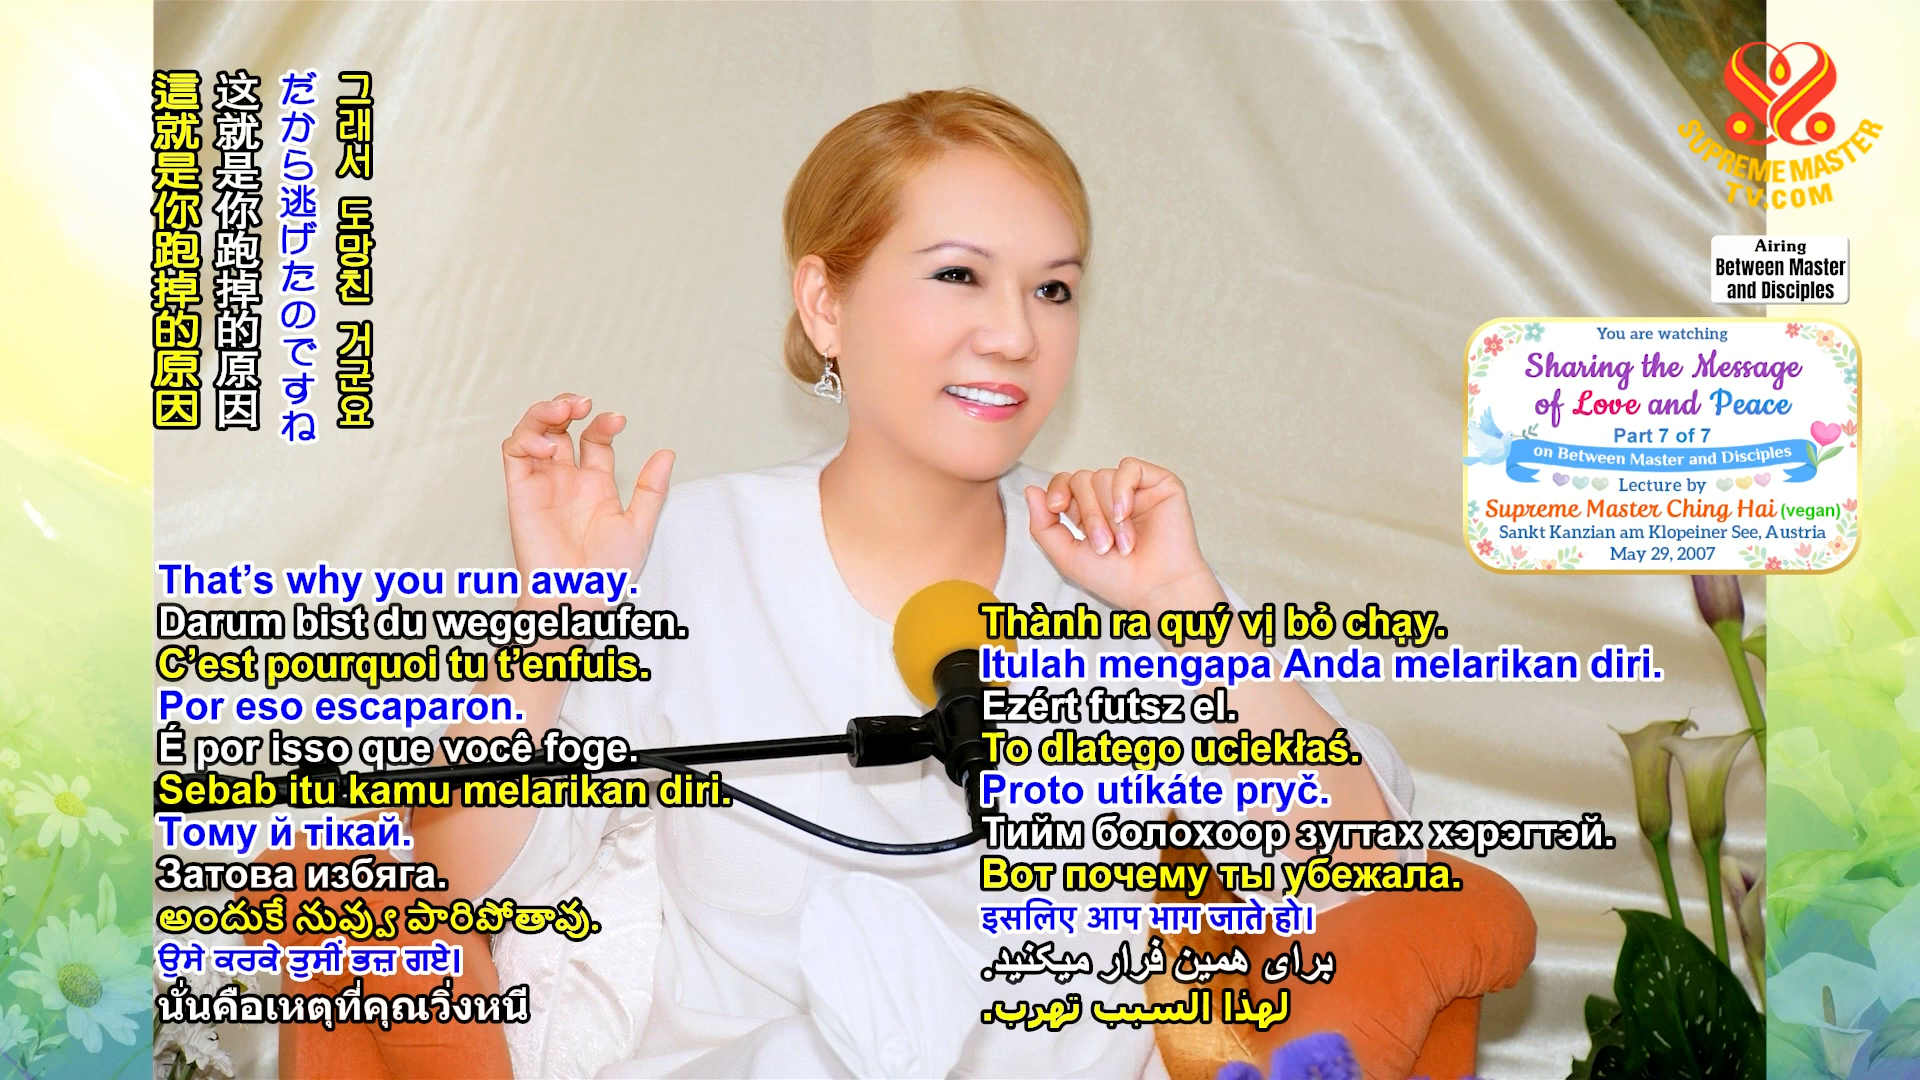 這就是你跑掉的原因
这就是你跑掉的原因
だから逃げたのですね
그래서 도망친 거군요
SUPREME MASTER
TV.COM
Airing
Between Master
and Disciples
You are watching
Sharing the Message
of Love and Peace
Part 7 of 7
on Between Master and Disciples
Lecture by
Supreme Master Ching Hai (vegan)
Sankt Kanzian am Klopeiner See, Austria
May 29, 2007
That's why you run away.
Darum bist du weggelaufen.
C'est pourquoi tu t'enfuis.
Por eso escaparon.
É por isso que você foge.
Sebab itu kamu melarikan diri.
Тому й тікай.
Затова избяга.
అందుకే నువ్వు పారిపోతావు.
ਉਸੇ ਕਰਕੇ ਤੁਸੀਂ ਭਜ਼ ਗਏ।
นั่นคือเหตุที่คุณวิ่งหนี
Thành ra quý vị bỏ chạy.
Itulah mengapa Anda melarikan diri.
Ezért futsz el.
To dlatego uciekłaś.
Proto utíkáte pryč.
Тийм болохоор зугтах хэрэгтэй.
Вот почему ты убежала.
इसलिए आप भाग जाते हो।
برای همین فرار میکنید.
لهذا السبب تهرب.